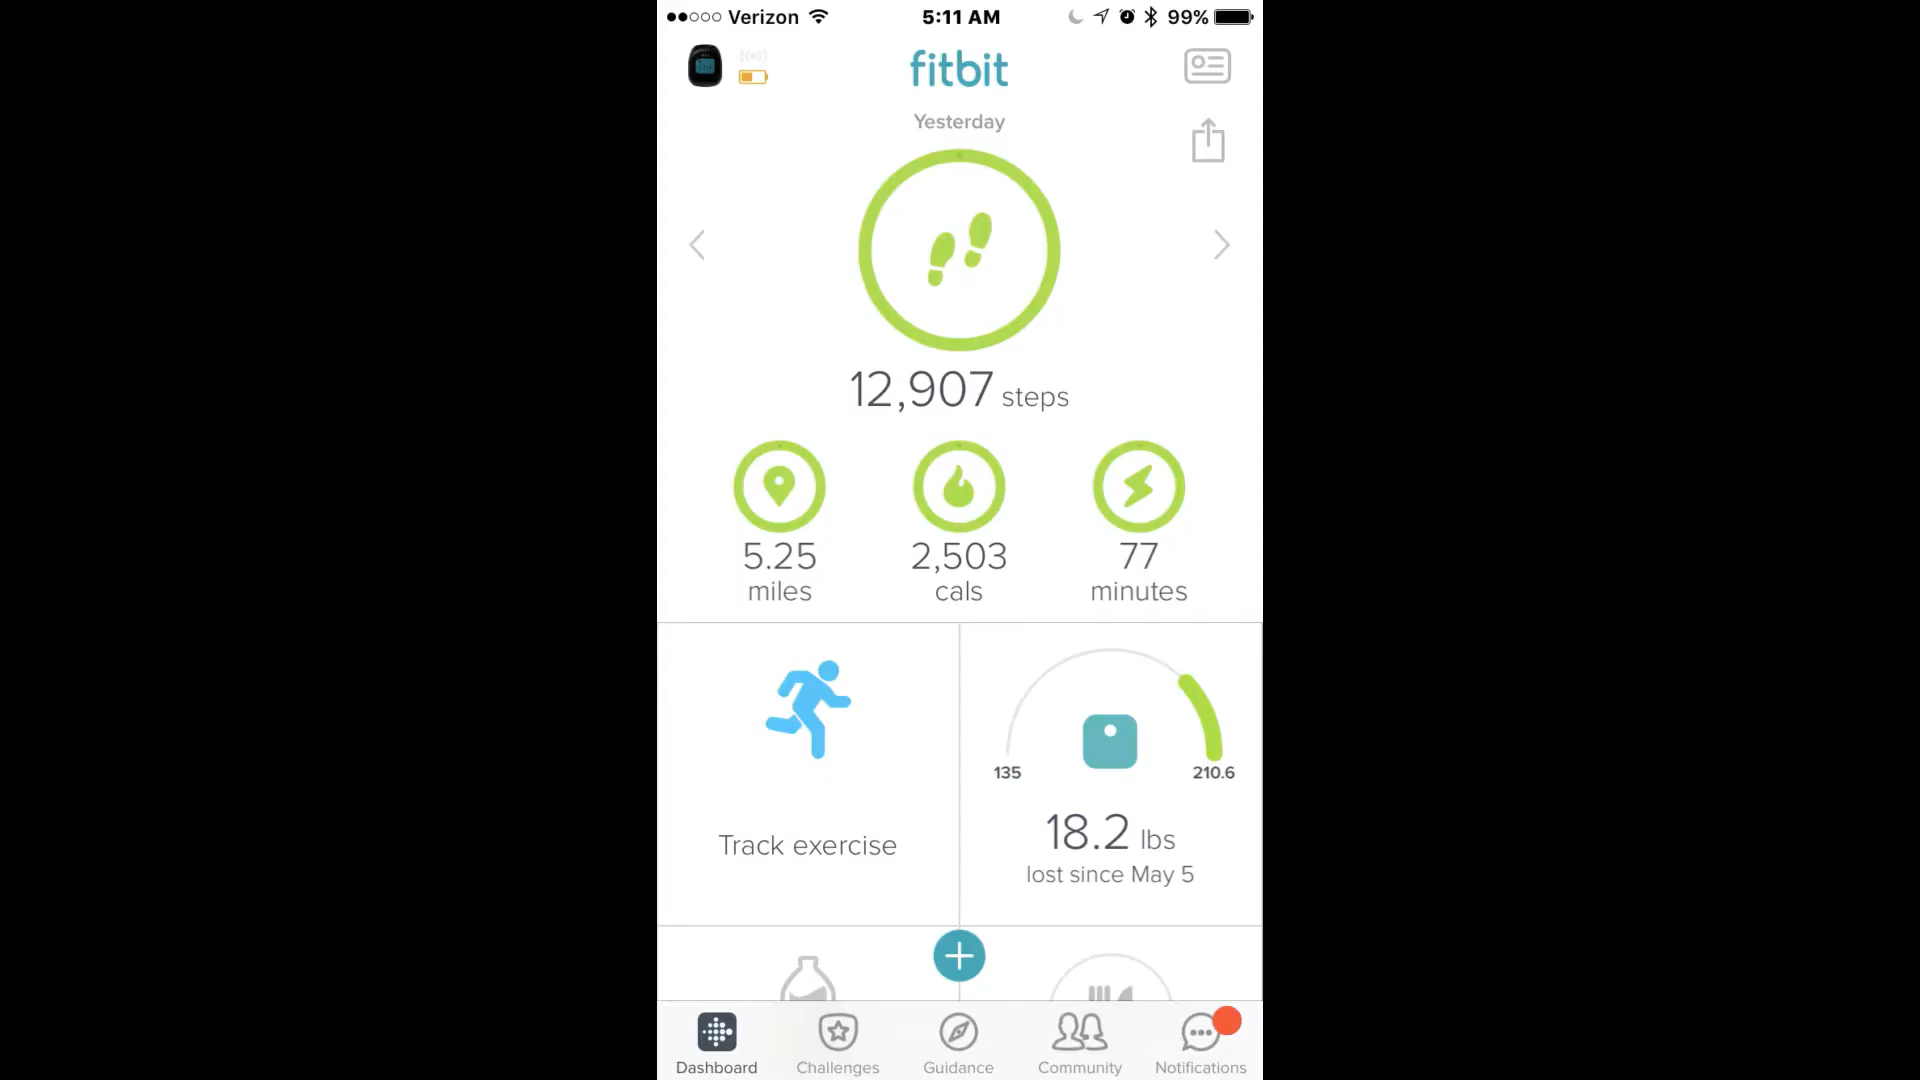 Verizon 5:11 AM 99%
fitbit
Yesterday
12,907 steps
5.25 2,503 77
miles cals minutes
135 210.6
18.2 lbs
Track exercise
lost since May 5
Dashboard Challenges Guidance Community Notifications